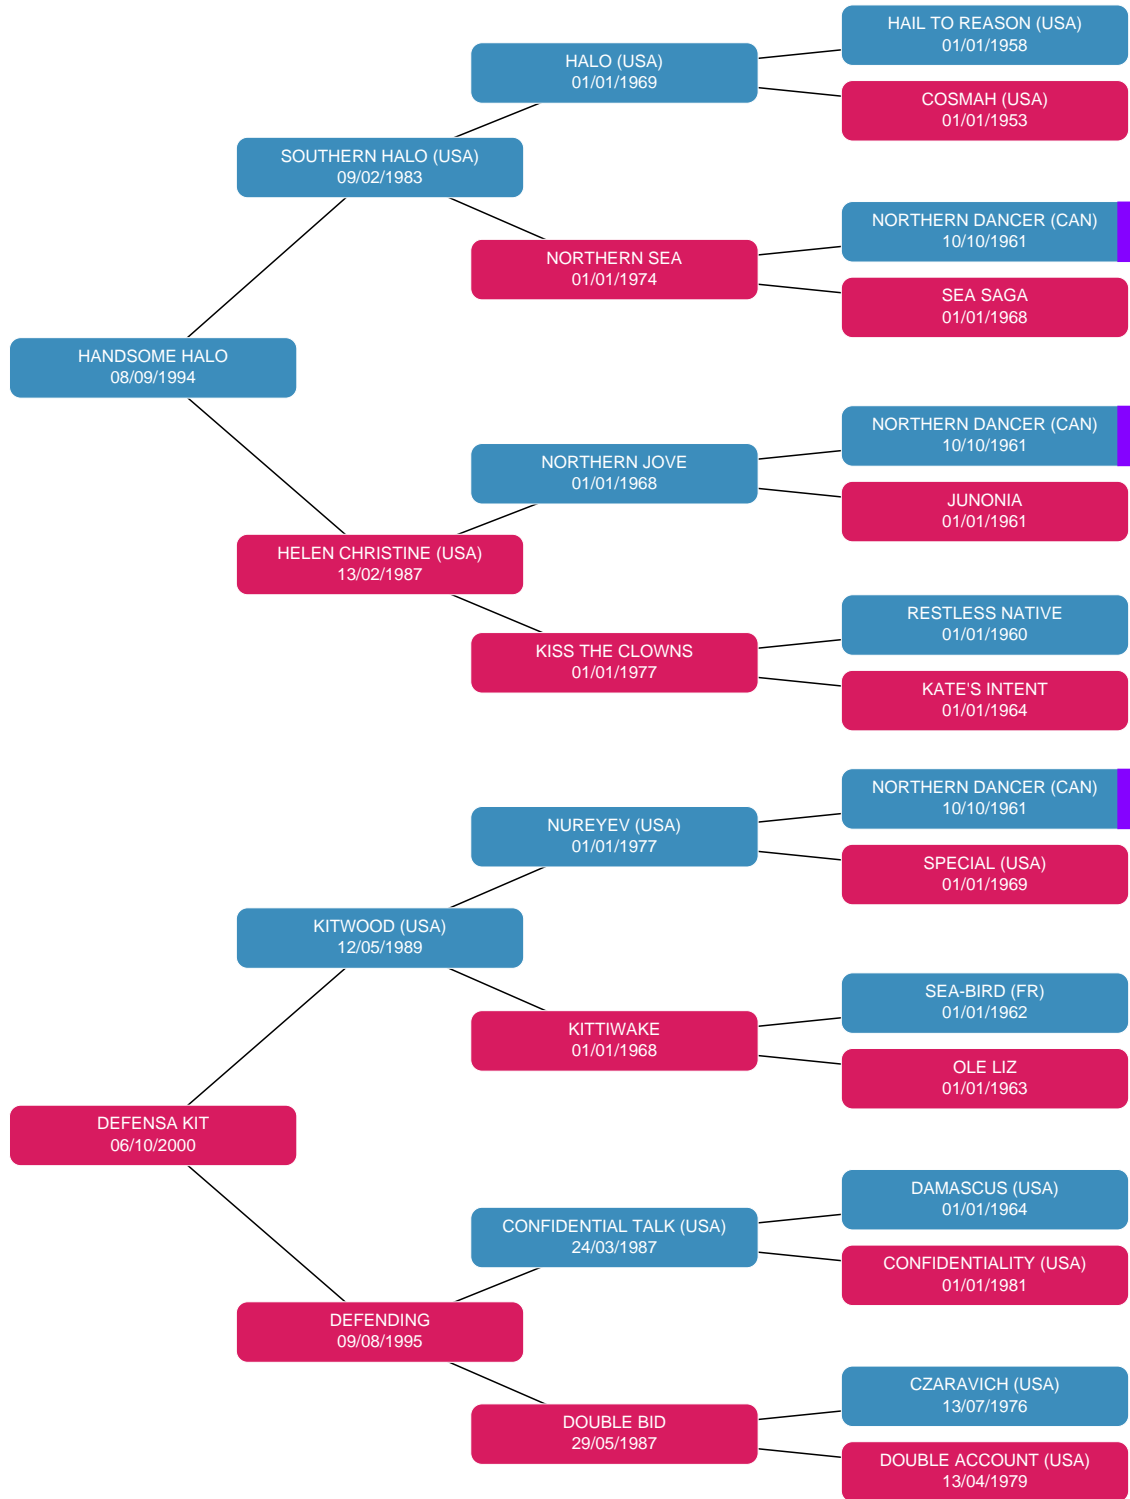 HAIL TO REASON (USA)
01/01/1958
HALO (USA)
01/01/1969
COSMAH (USA)
01/01/1953
SOUTHERN HALO (USA)
09/02/1983
NORTHERN DANCER (CAN)
10/10/1961
NORTHERN SEA
01/01/1974
SEA SAGA
01/01/1968
HANDSOME HALO
08/09/1994
NORTHERN DANCER (CAN)
10/10/1961
NORTHERN JOVE
01/01/1968
JUNONIA
01/01/1961
HELEN CHRISTINE (USA)
13/02/1987
RESTLESS NATIVE
01/01/1960
KISS THE CLOWNS
01/01/1977
KATE'S INTENT
01/01/1964
NORTHERN DANCER (CAN)
10/10/1961
NUREYEV (USA)
01/01/1977
SPECIAL (USA)
01/01/1969
KITWOOD (USA)
12/05/1989
SEA-BIRD (FR)
01/01/1962
KITTIWAKE
01/01/1968
OLE LIZ
01/01/1963
DEFENSA KIT
06/10/2000
DAMASCUS (USA)
01/01/1964
CONFIDENTIAL TALK (USA)
24/03/1987
CONFIDENTIALITY (USA)
01/01/1981
DEFENDING
09/08/1995
CZARAVICH (USA)
13/07/1976
DOUBLE BID
29/05/1987
DOUBLE ACCOUNT (USA)
13/04/1979